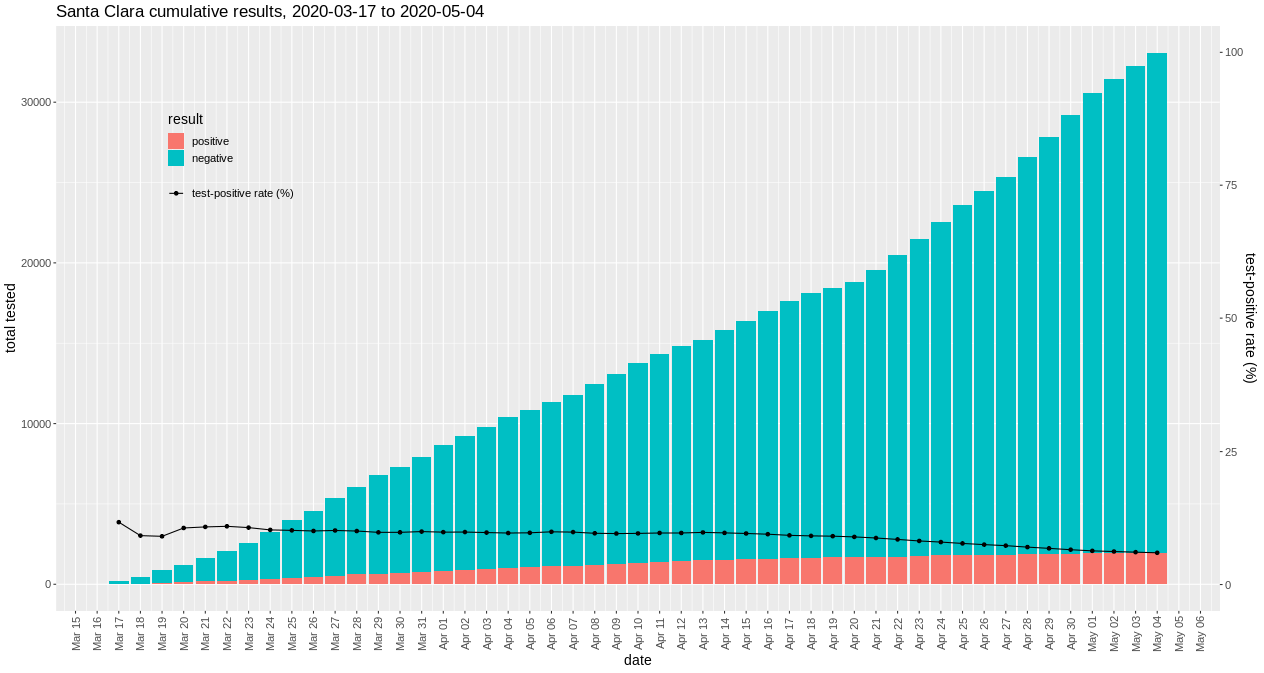 Santa Clara cumulative results, 2020-03-17 to 2020-05-04
total tested
30000
20000
10000
0
result
positive
negative
test-positive rate (%)
100
75
50
25
0
test-positive rate (%)
Mar 15
Mar 16
Mar 17
Mar 18
Mar 19
Mar 20
Mar 21
Mar 22
Mar 23
Mar 24
Mar 25
Mar 26
Mar 27
Mar 28
Mar 29
Mar 30
Mar 31
Apr 01
Apr 02
Apr 03
Apr 04
Apr 05
Apr 06
Apr 07
Apr 08
Apr 09
Apr 10
Apr 11
Apr 12
Apr 13
Apr 14
Apr 15
Apr 16
Apr 17
Apr 18
Apr 19
Apr 20
Apr 21
Apr 22
Apr 23
Apr 24
Apr 25
Apr 26
Apr 27
Apr 28
Apr 29
Apr 30
May 01
May 02
May 03
May 04
May 05
May 06
date